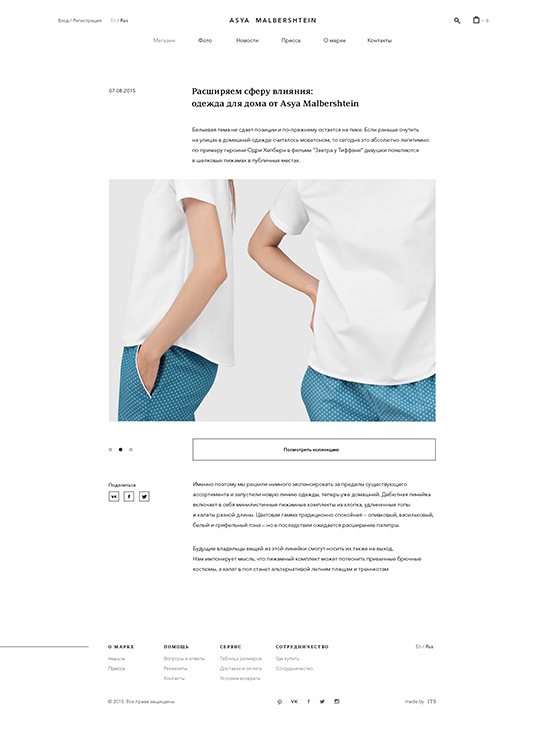 Вход / Регистрация En / Rus ASYA MALBERSHTEIN – 0
Магазин Фото Новости Пресса О марке Контакты
07.08.2015
Расширяем сферу влияния:
одежда для дома от Asya Malbershtein
Бельевая тема не сдает позиции и по-прежнему остается на пике. Если раньше очутить
на улицах в домашней одежде считалось моветоном, то сегодня это абсолютно легитимно:
по примеру героини Одри Хепберн в фильме "Завтра у Тиффани" девушки появляются
в шелковых пижамах в публичных местах.
Посмотреть коллекцию
Поделиться
VK f
Именно поэтому мы решили немного экспансировать за пределы существующего
ассортимента и запустили новую линию одежды, теперь уже домашней. Дебютная линейка
включает в себя минилистичные пижамные комплекты из хлопка, удлиненные топы
и халаты разной длины. Цветовая гамма традиционно спокойная – оливковый, васильковый,
белый и грифельный тона – но в последствии ожидается расширение палитры.
Будущие владельцы вещей из этой линейки смогут носить их также на выход.
Нам импонирует мысль, что пижамный комплект может потеснить привычные брючные
костюмы, а халат в пол станет альтернативой летним плащам и тренчкотам
О МАРКЕ ПОМОЩЬ СЕРВИС СОТРУДНИЧЕСТВО En / Rus
Вопросы и ответы Таблица размеров Где купить
Пресса Реквизиты Доставка и оплата Сотрудничество
Контакты Условия возврата
© 2015. Все права защищены VK f made by ITS